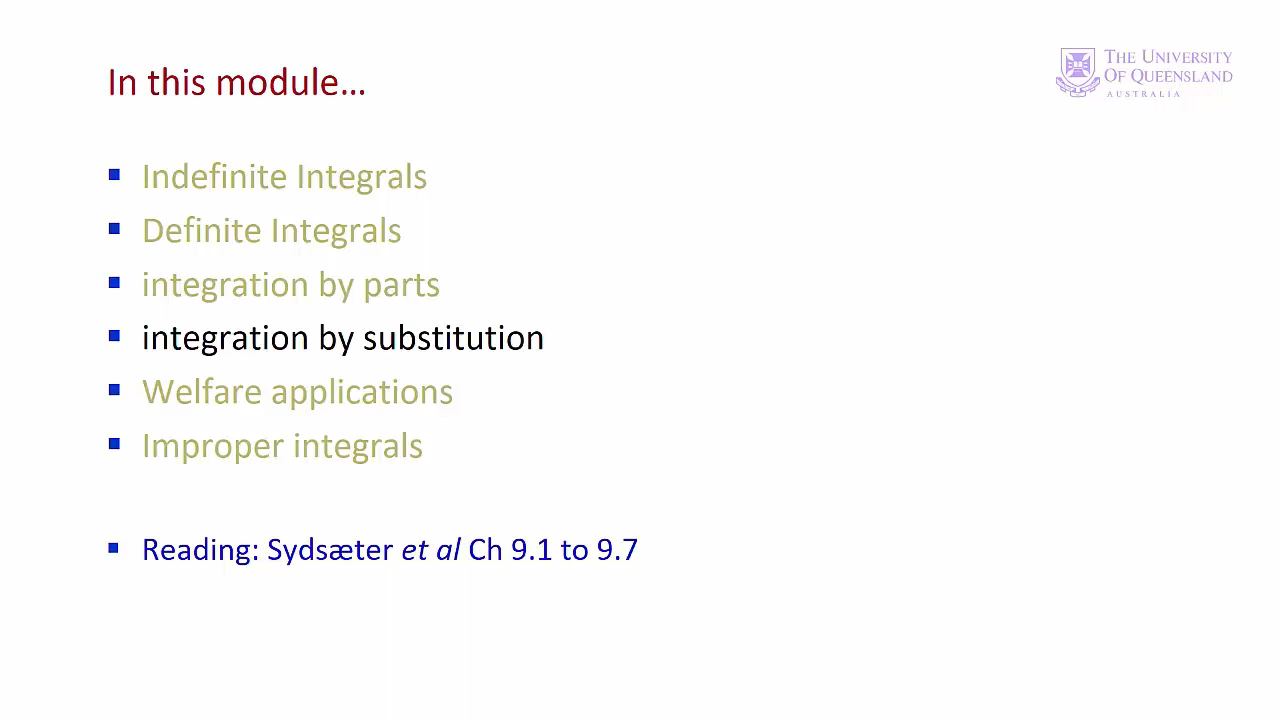 In this module…
THE UNIVERSITY
OF QUEENSLAND
AUSTRALIA
Indefinite Integrals
Definite Integrals
integration by parts
integration by substitution
Welfare applications
Improper integrals
Reading: Sydsæter et al Ch 9.1 to 9.7